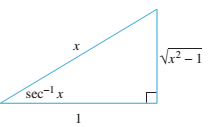 x
√x² − 1
sec⁻¹ x
1